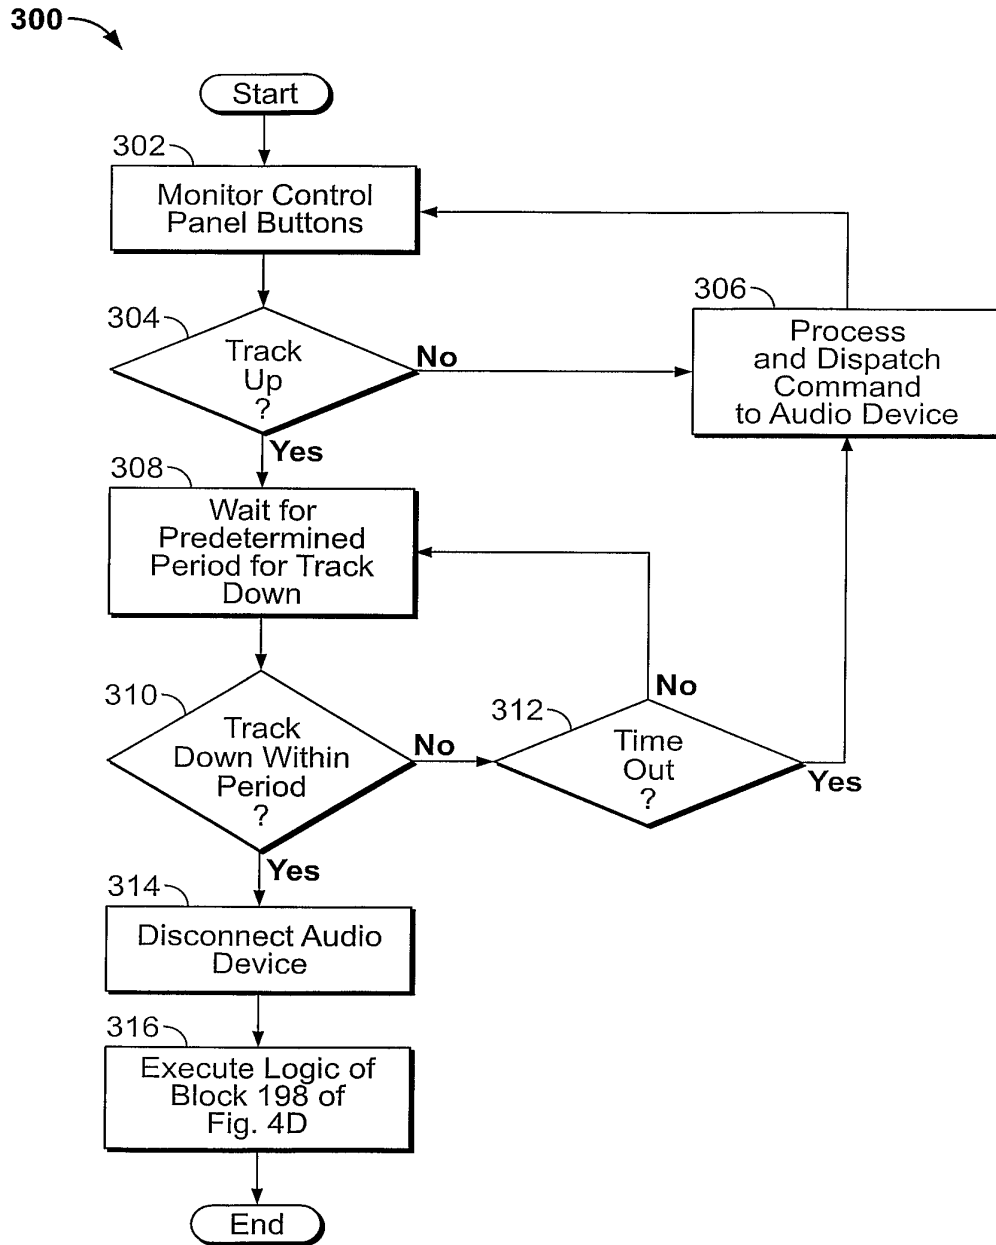 300
Start
302
Monitor Control
Panel Buttons
304
Track
Up
?
No
Yes
306
Process
and Dispatch
Command
to Audio Device
308
Wait for
Predetermined
Period for Track
Down
310
Track
Down Within
Period
?
No
Yes
312
Time
Out
?
No
Yes
314
Disconnect Audio
Device
316
Execute Logic of
Block 198 of
Fig. 4D
End